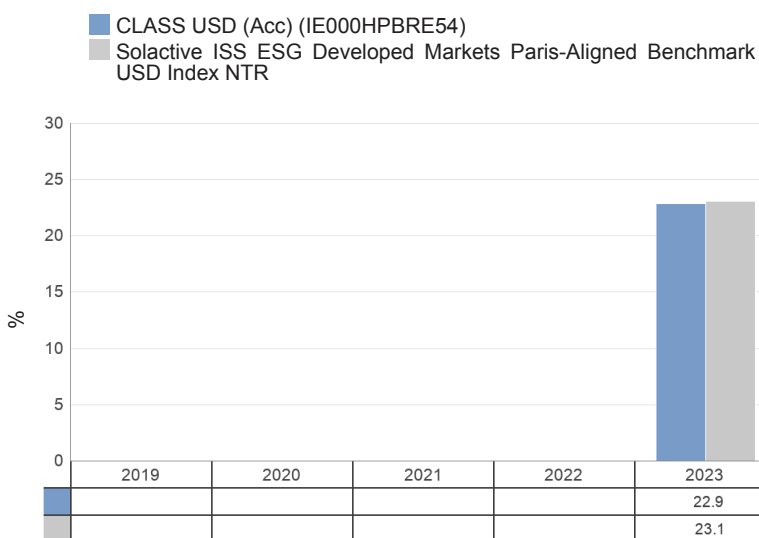 CLASS USD (Acc) (IE000HPBRE54)
Solactive ISS ESG Developed Markets Paris-Aligned Benchmark
USD Index NTR
30
25
20
15
10
5
0
%
2019 2020 2021 2022 2023
22.9
23.1